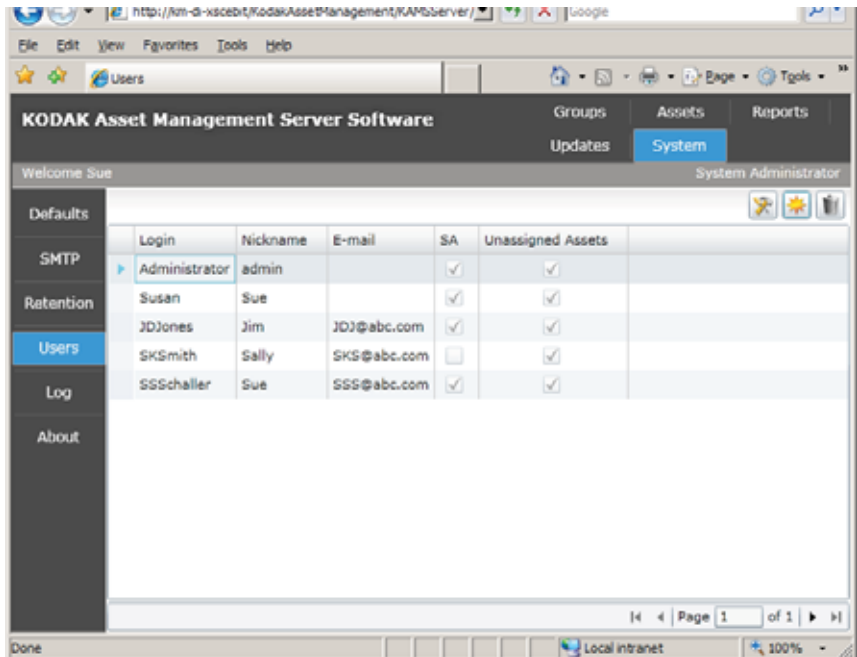 http://km-di-xscebit/KodakAssetManagement/KAMSServer/ Google
File Edit View Favorites Tools Help
Users Page Tools
KODAK Asset Management Server Software
Groups Assets Reports
Updates System
Welcome Sue System Administrator
Defaults
SMTP
Retention
Users
Log
About
Login Nickname E-mail SA Unassigned Assets
Administrator admin
Susan Sue
JDJones Jim JDJ@abc.com
SKSmith Sally SKS@abc.com
SSSchaller Sue SSS@abc.com
Page 1 of 1
Done Local intranet 100%